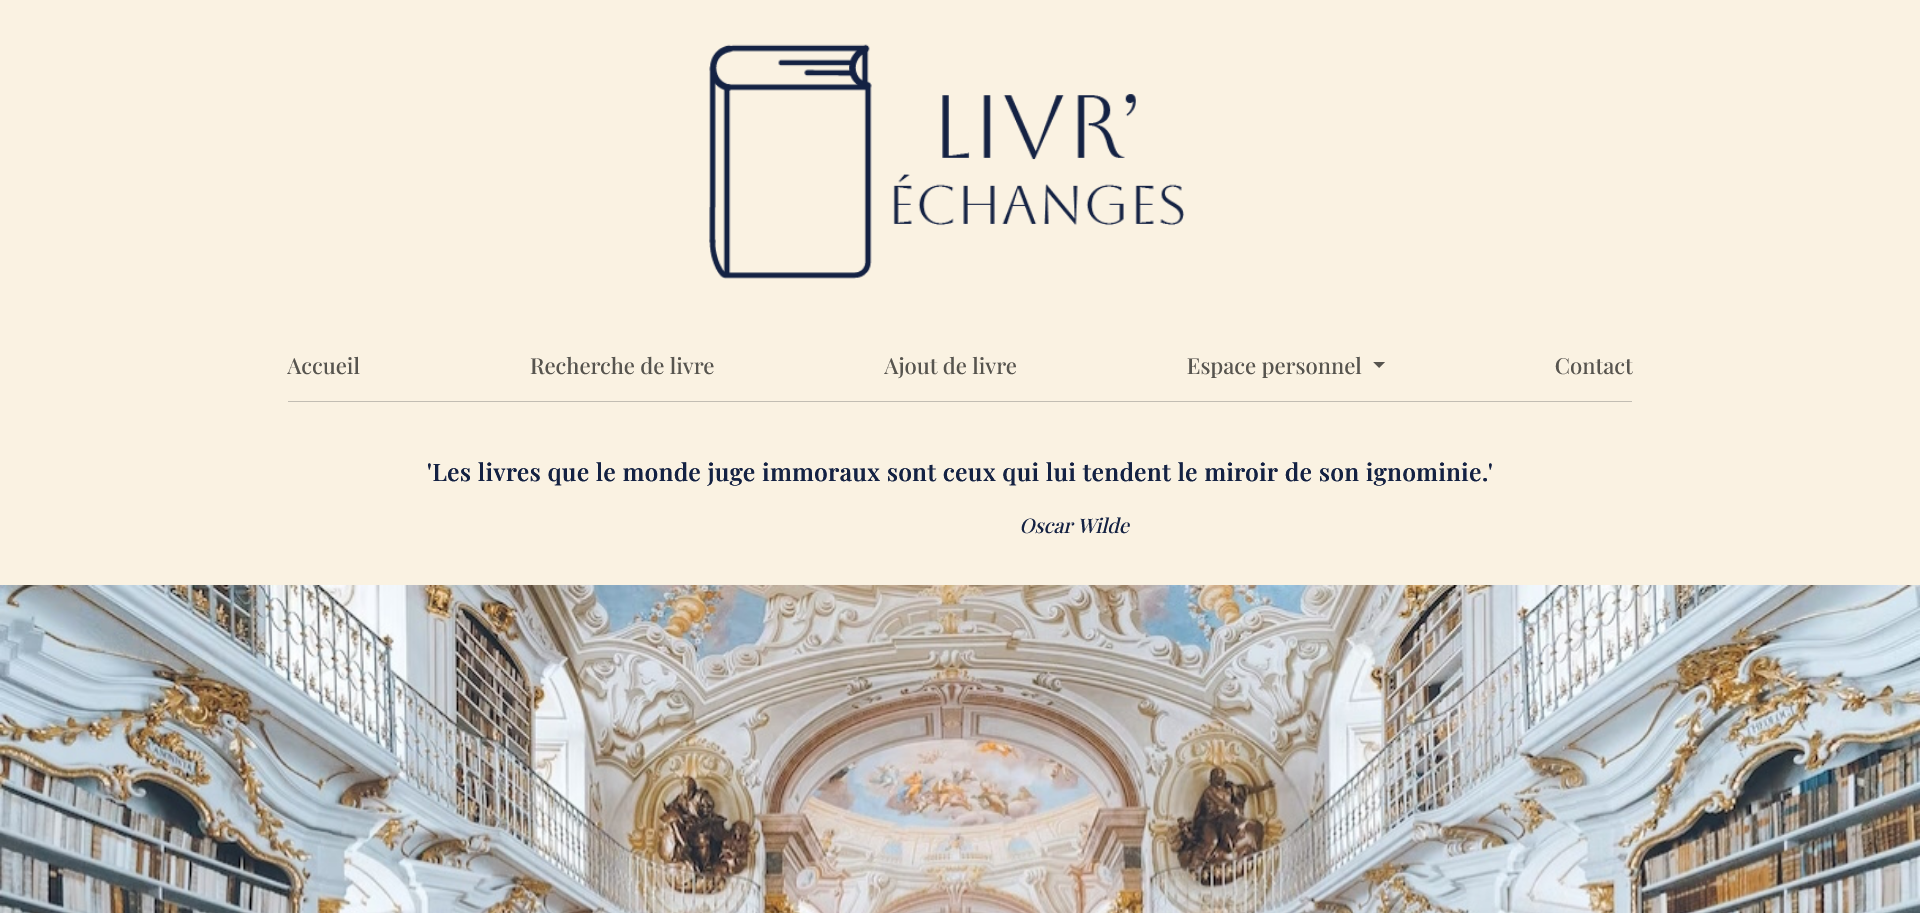 LIVR’
ÉCHANGES
Accueil
Recherche de livre
Ajout de livre
Espace personnel
Contact
'Les livres que le monde juge immoraux sont ceux qui lui tendent le miroir de son ignominie.'
Oscar Wilde